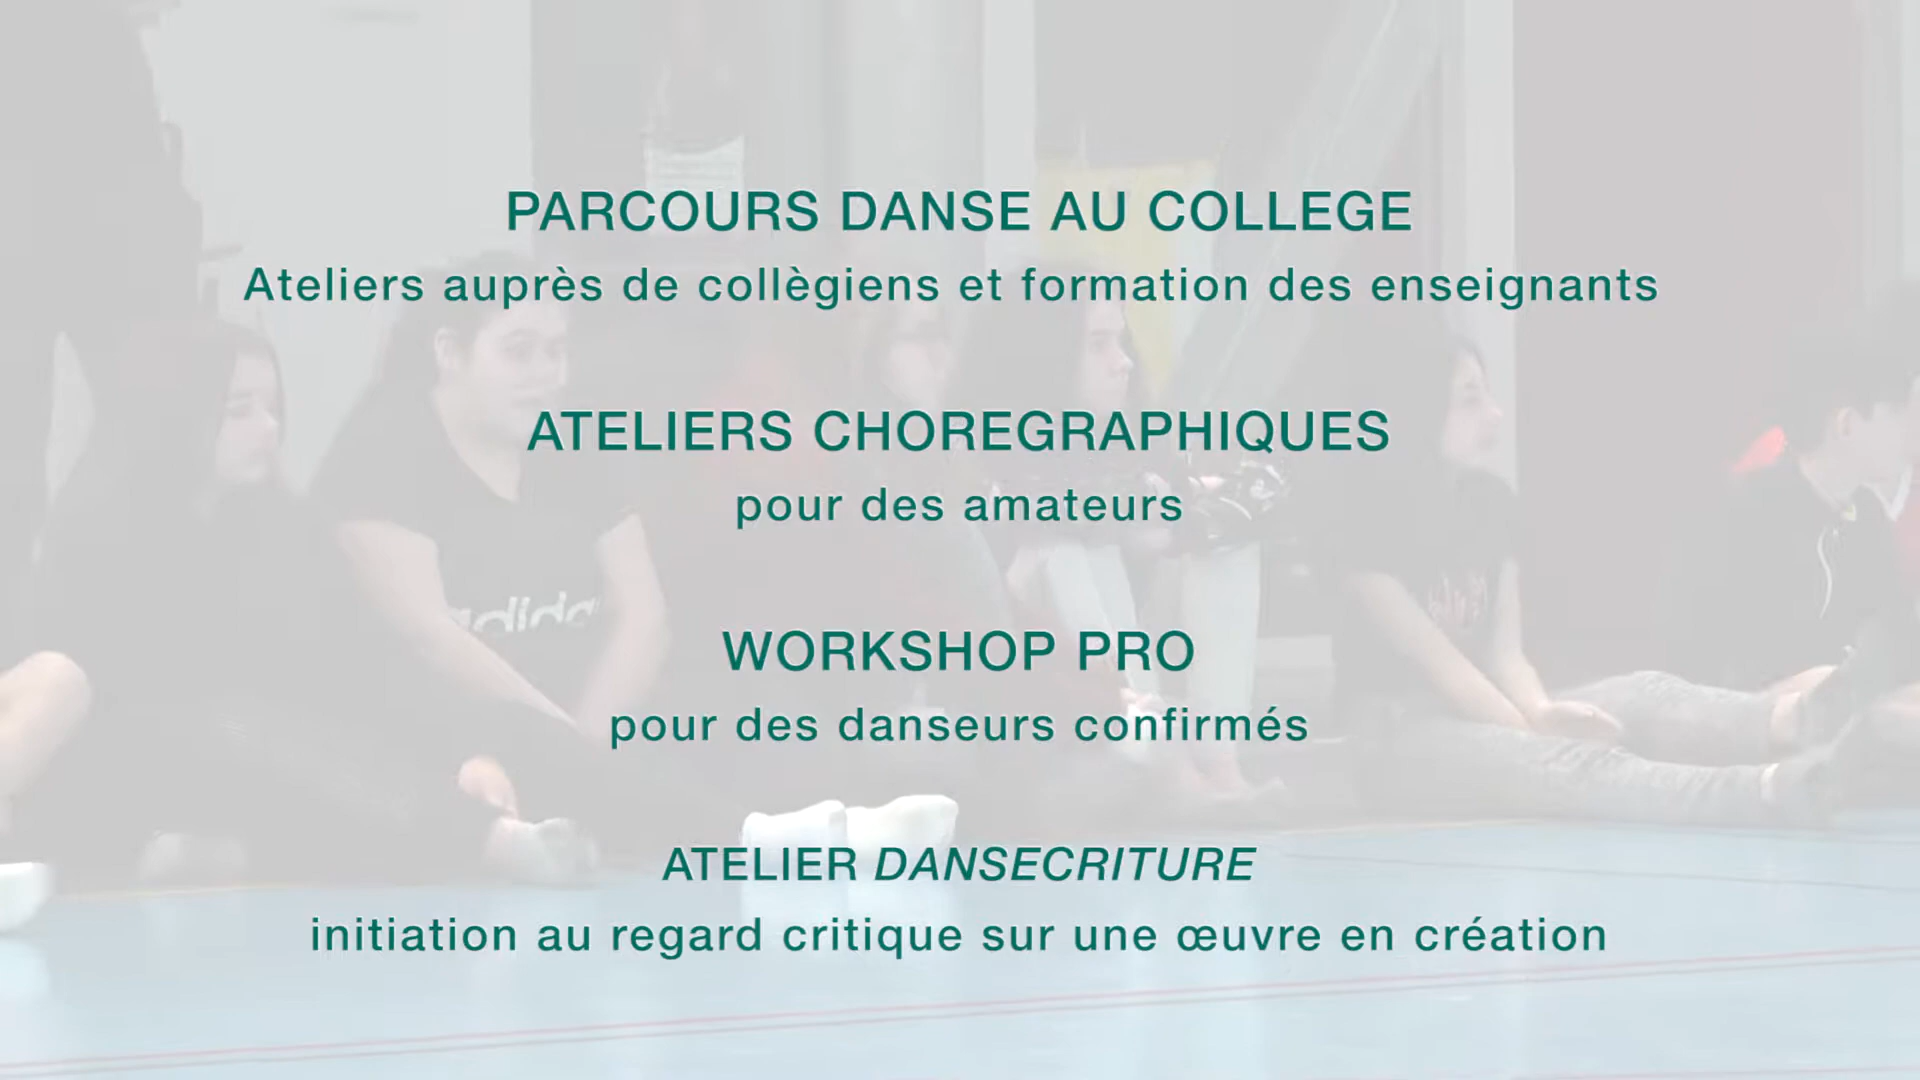 PARCOURS DANSE AU COLLEGE
Ateliers auprès de collègiens et formation des enseignants
ATELIERS CHOREGRAPHIQUES
pour des amateurs
adidas
WORKSHOP PRO
pour des danseurs confirmés
ATELIER DANSECRITURE
initiation au regard critique sur une œuvre en création